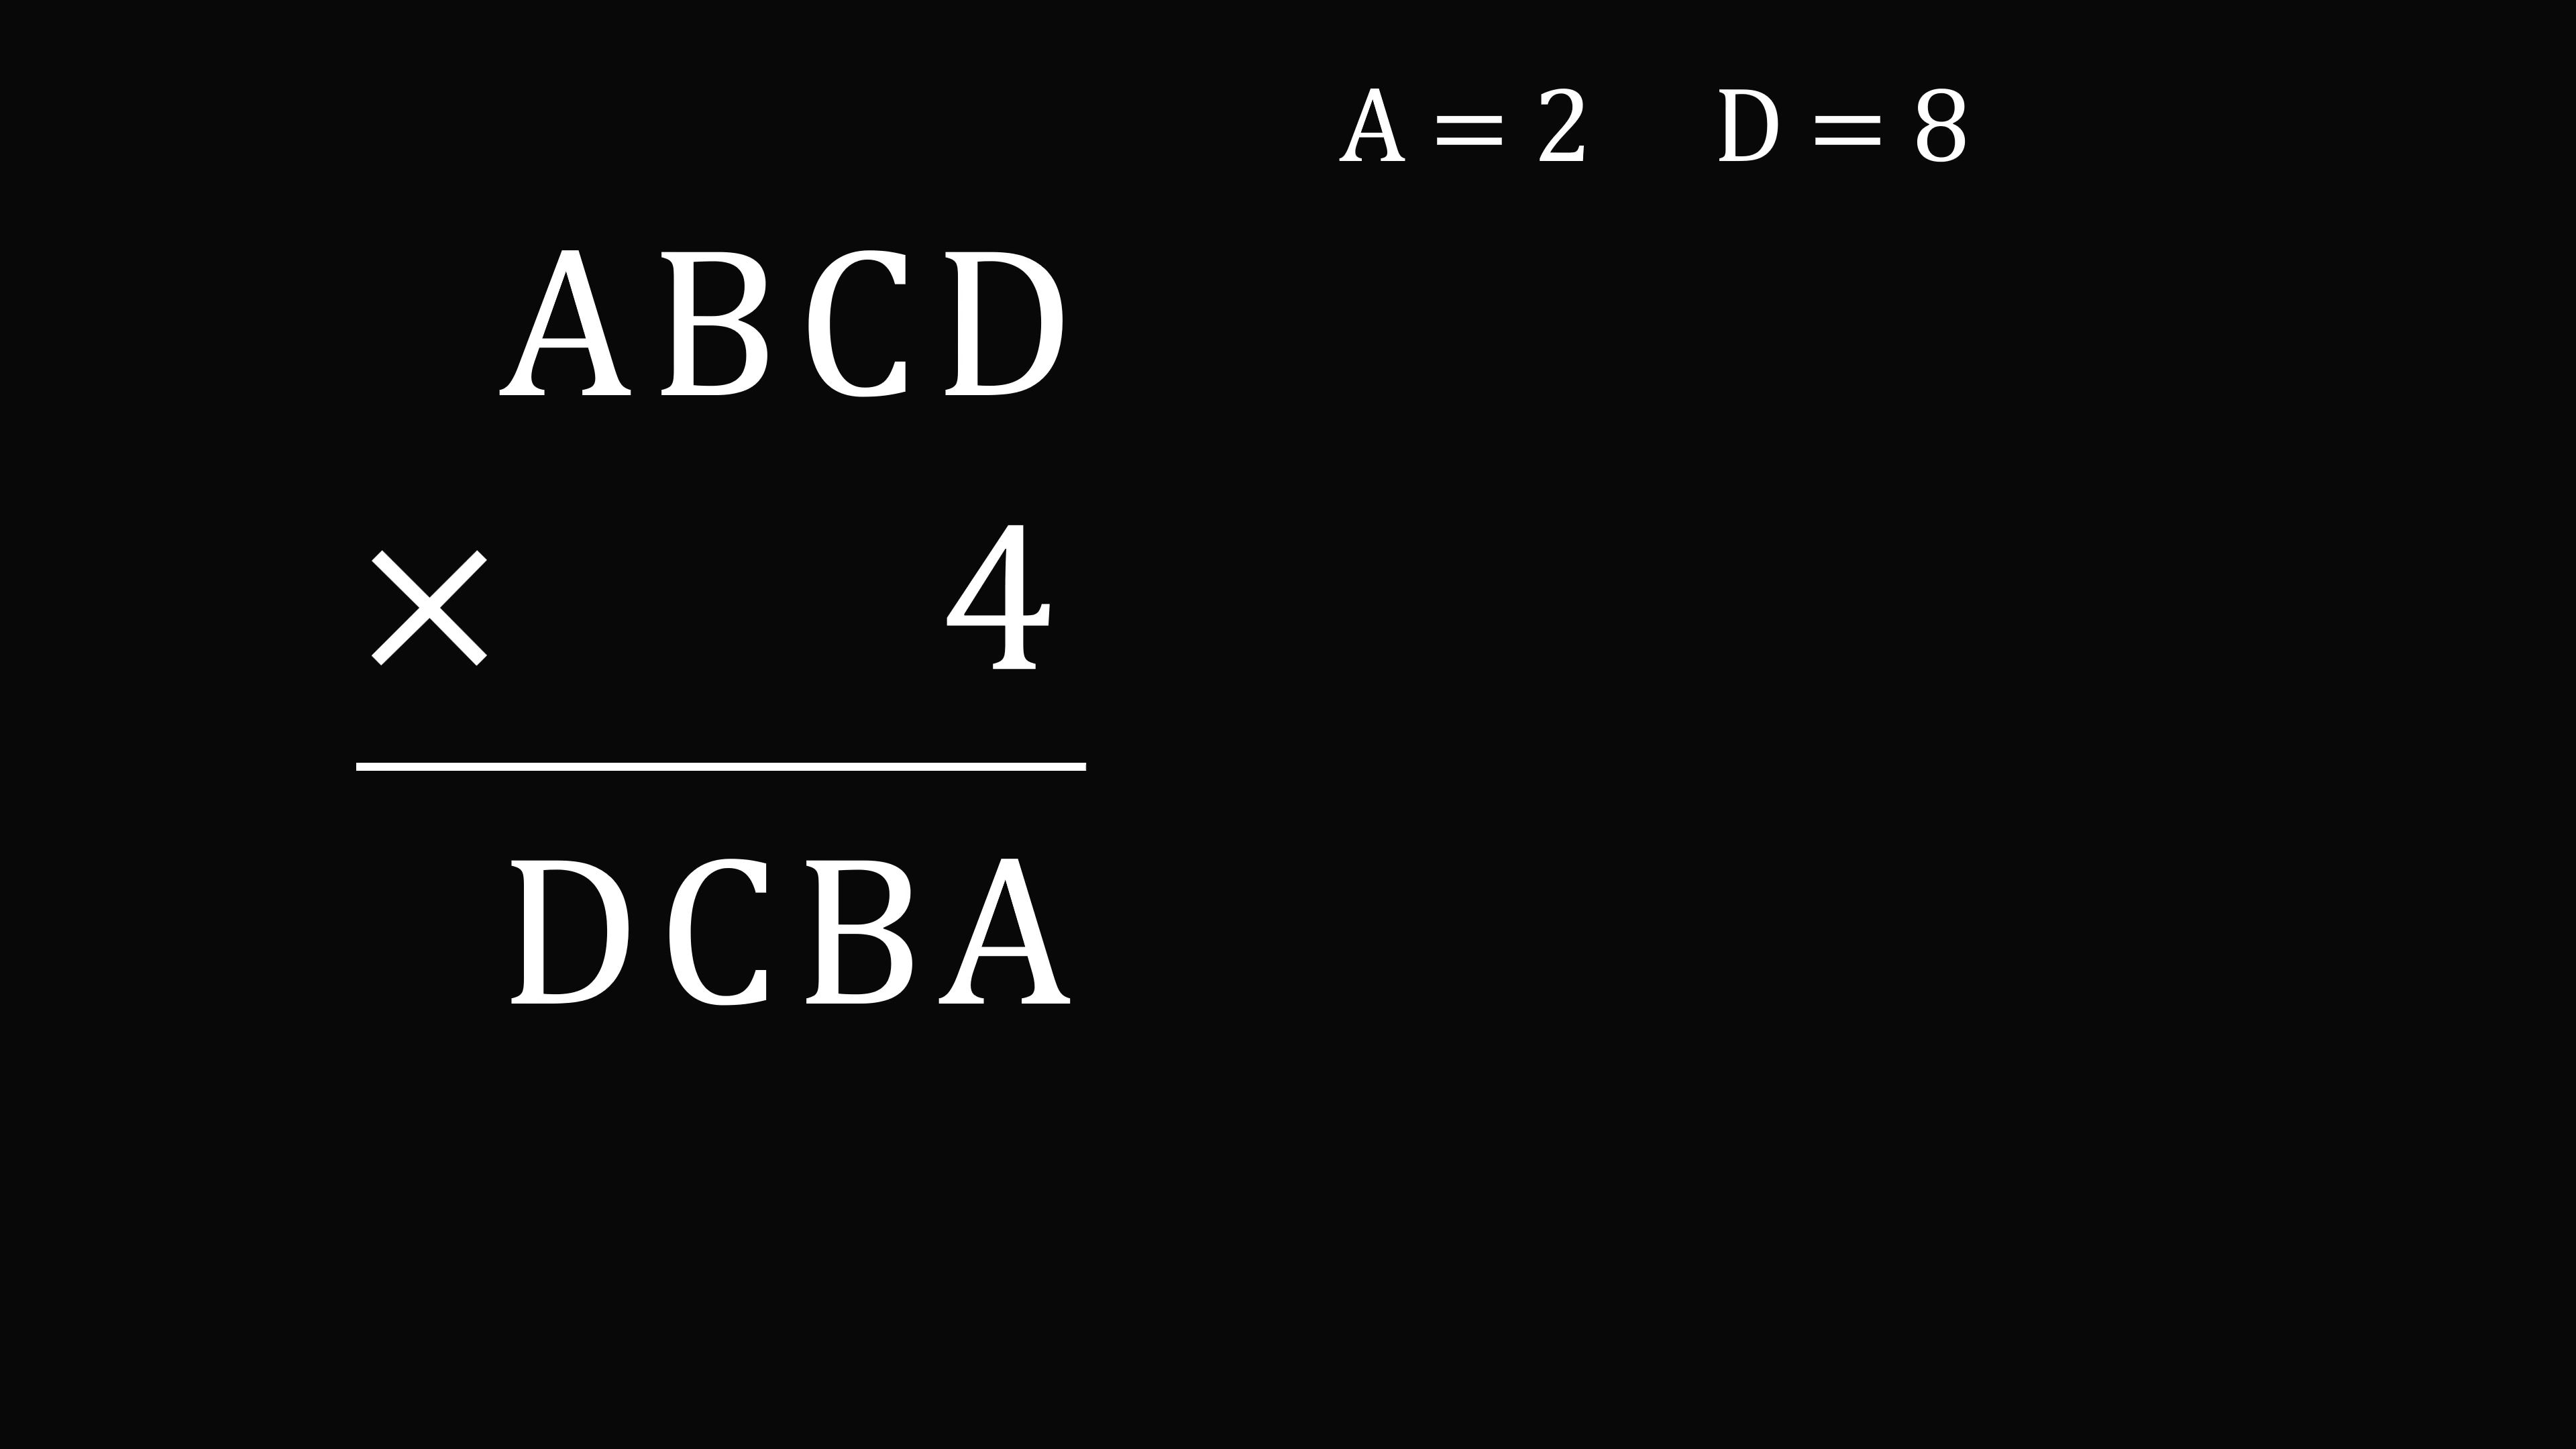 A = 2 D = 8
ABCD
× 4
DCBA